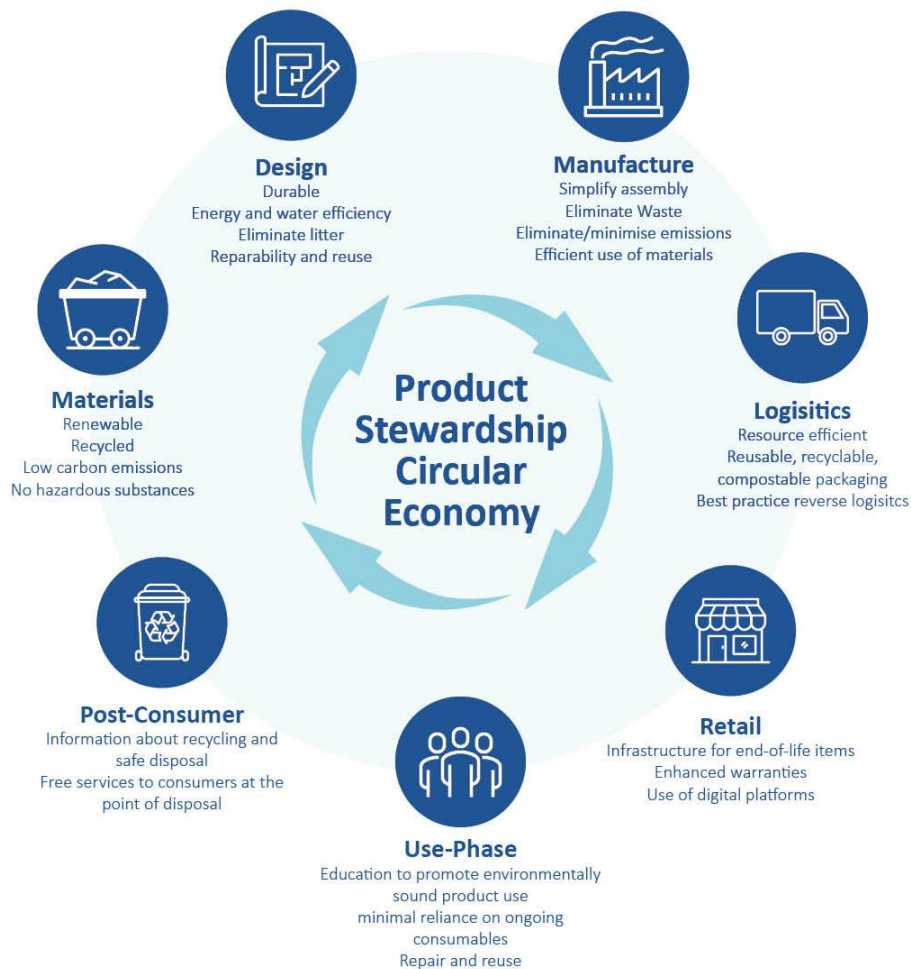 Design
Durable
Energy and water efficiency
Eliminate litter
Reparability and reuse
Manufacture
Simplify assembly
Eliminate Waste
Eliminate/minimise emissions
Efficient use of materials
Materials
Renewable
Recycled
Low carbon emissions
No hazardous substances
Product
Stewardship
Circular
Economy
Logisitics
Resource efficient
Reusable, recyclable,
compostable packaging
Best practice reverse logisitcs
Post-Consumer
Information about recycling and
safe disposal
Free services to consumers at the
point of disposal
Retail
Infrastructure for end-of-life items
Enhanced warranties
Use of digital platforms
Use-Phase
Education to promote environmentally
sound product use
minimal reliance on ongoing
consumables
Repair and reuse